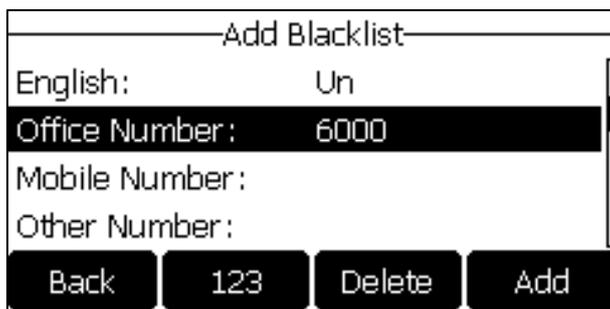 Add Blacklist
English: Un
Office Number: 6000
Mobile Number:
Other Number:
Back 123 Delete Add